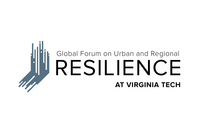 Global Forum on Urban and Regional
RESILIENCE
AT VIRGINIA TECH